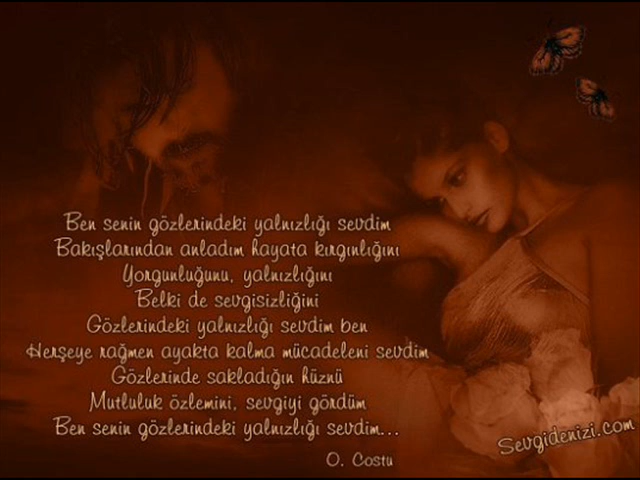 Ben senin gözlerindeki yalnızlığı sevdim
Bakışlarından anladım hayata kırgınlığını
Yorgunluğunu, yalnızlığını
Belki de sevgisizliğini
Gözlerindeki yalnızlığı sevdim ben
Herşeye rağmen ayakta kalma mücadeleni sevdim
Gözlerinde sakladığın hüznü
Mutluluk özlemini, sevgiyi gördüm
Ben senin gözlerindeki yalnızlığı sevdim...
O. Costu
Sevgidenizi.com